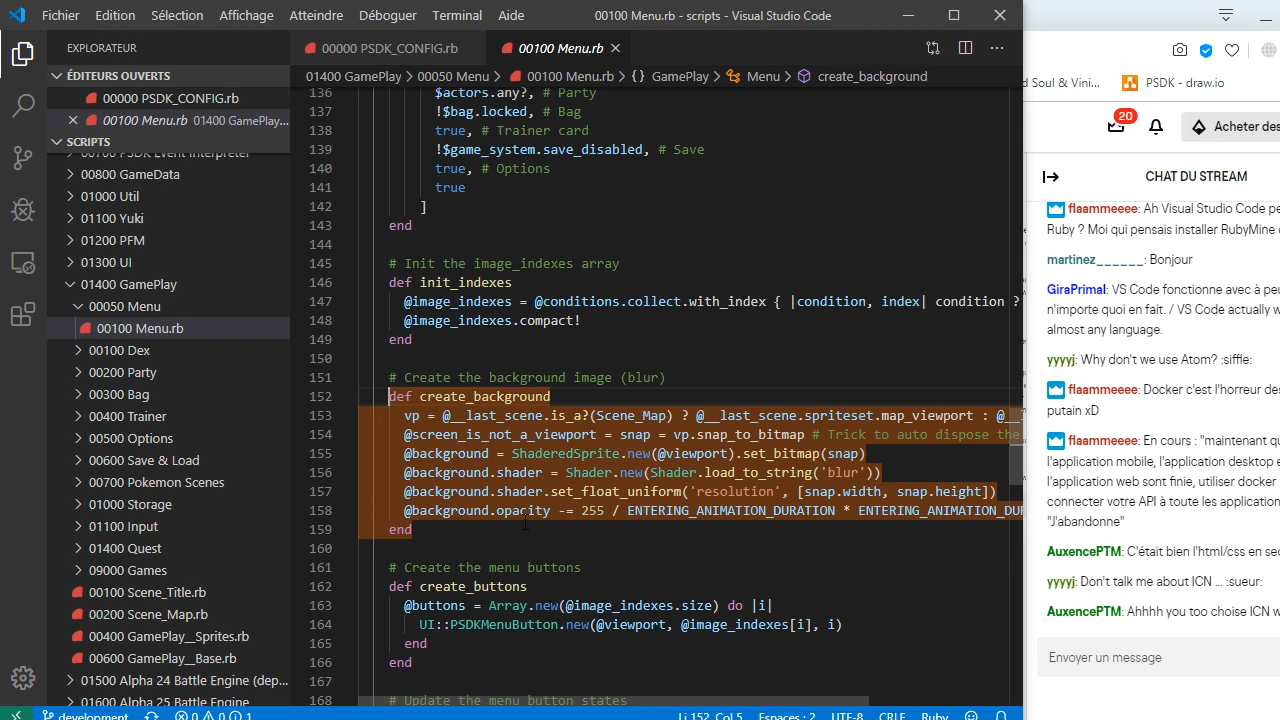 Fichier Edition Sélection Affichage Atteindre Déboguer Terminal Aide 00100 Menu.rb - scripts - Visual Studio Code
EXPLORATEUR
ÉDITEURS OUVERTS
00000 PSDK_CONFIG.rb
00100 Menu.rb 01400 GamePlay...
SCRIPTS
00700 PSDK Event Interpreter
00800 GameData
01000 Util
01100 Yuki
01200 PFM
01300 UI
01400 GamePlay
00050 Menu
00100 Menu.rb
00100 Dex
00200 Party
00300 Bag
00400 Trainer
00500 Options
00600 Save & Load
00700 Pokemon Scenes
01000 Storage
01100 Input
01400 Quest
09000 Games
00100 Scene_Title.rb
00200 Scene_Map.rb
00400 GamePlay__Sprites.rb
00600 GamePlay__Base.rb
01500 Alpha 24 Battle Engine (dep...
01600 Alpha 25 Battle Engine
00000 PSDK_CONFIG.rb
00100 Menu.rb
01400 GamePlay > 00050 Menu > 00100 Menu.rb > {} GamePlay > Menu > create_background
136 $actors.any?, # Party
137 !$bag.locked, # Bag
138 true, # Trainer card
139 !$game_system.save_disabled, # Save
140 true, # Options
141 true
142 ]
143 end
144
145 # Init the image_indexes array
146 def init_indexes
147 @image_indexes = @conditions.collect.with_index { |condition, index| condition ?
148 @image_indexes.compact!
149 end
150
151 # Create the background image (blur)
152 def create_background
153 vp = @__last_scene.is_a?(Scene_Map) ? @__last_scene.spriteset.map_viewport : @__
154 @screen_is_not_a_viewport = snap = vp.snap_to_bitmap # Trick to auto dispose the
155 @background = ShaderedSprite.new(@viewport).set_bitmap(snap)
156 @background.shader = Shader.new(Shader.load_to_string('blur'))
157 @background.shader.set_float_uniform('resolution', [snap.width, snap.height])
158 @background.opacity -= 255 / ENTERING_ANIMATION_DURATION * ENTERING_ANIMATION_DUR
159 end
160
161 # Create the menu buttons
162 def create_buttons
163 @buttons = Array.new(@image_indexes.size) do |i|
164 UI::PSDKMenuButton.new(@viewport, @image_indexes[i], i)
165 end
166 end
167
168 # Update the menu button states
development 0 0 1 Li 152, Col 5 Espaces : 2 UTF-8 CRLF Ruby
d Soul & Vini... PSDK - draw.io
20
Acheter des
CHAT DU STREAM
flaammeeee: Ah Visual Studio Code pe
Ruby ? Moi qui pensais installer RubyMine
martinez______: Bonjour
GiraPrimal: VS Code fonctionne avec à peu
n'importe quoi en fait. / VS Code actually w
almost any language.
yyyyj: Why don't we use Atom? :siffle:
flaammeeee: Docker c'est l'horreur des
putain xD
flaammeeee: En cours : "maintenant qu
l'application mobile, l'application desktop e
l'application web sont finie, utiliser docker
connecter votre API à toute les application
"J'abandonne"
AuxencePTM: C'était bien l'html/css en sec
yyyyj: Don't talk me about ICN ... :sueur:
AuxencePTM: Ahhhh you too choise ICN w
Envoyer un message